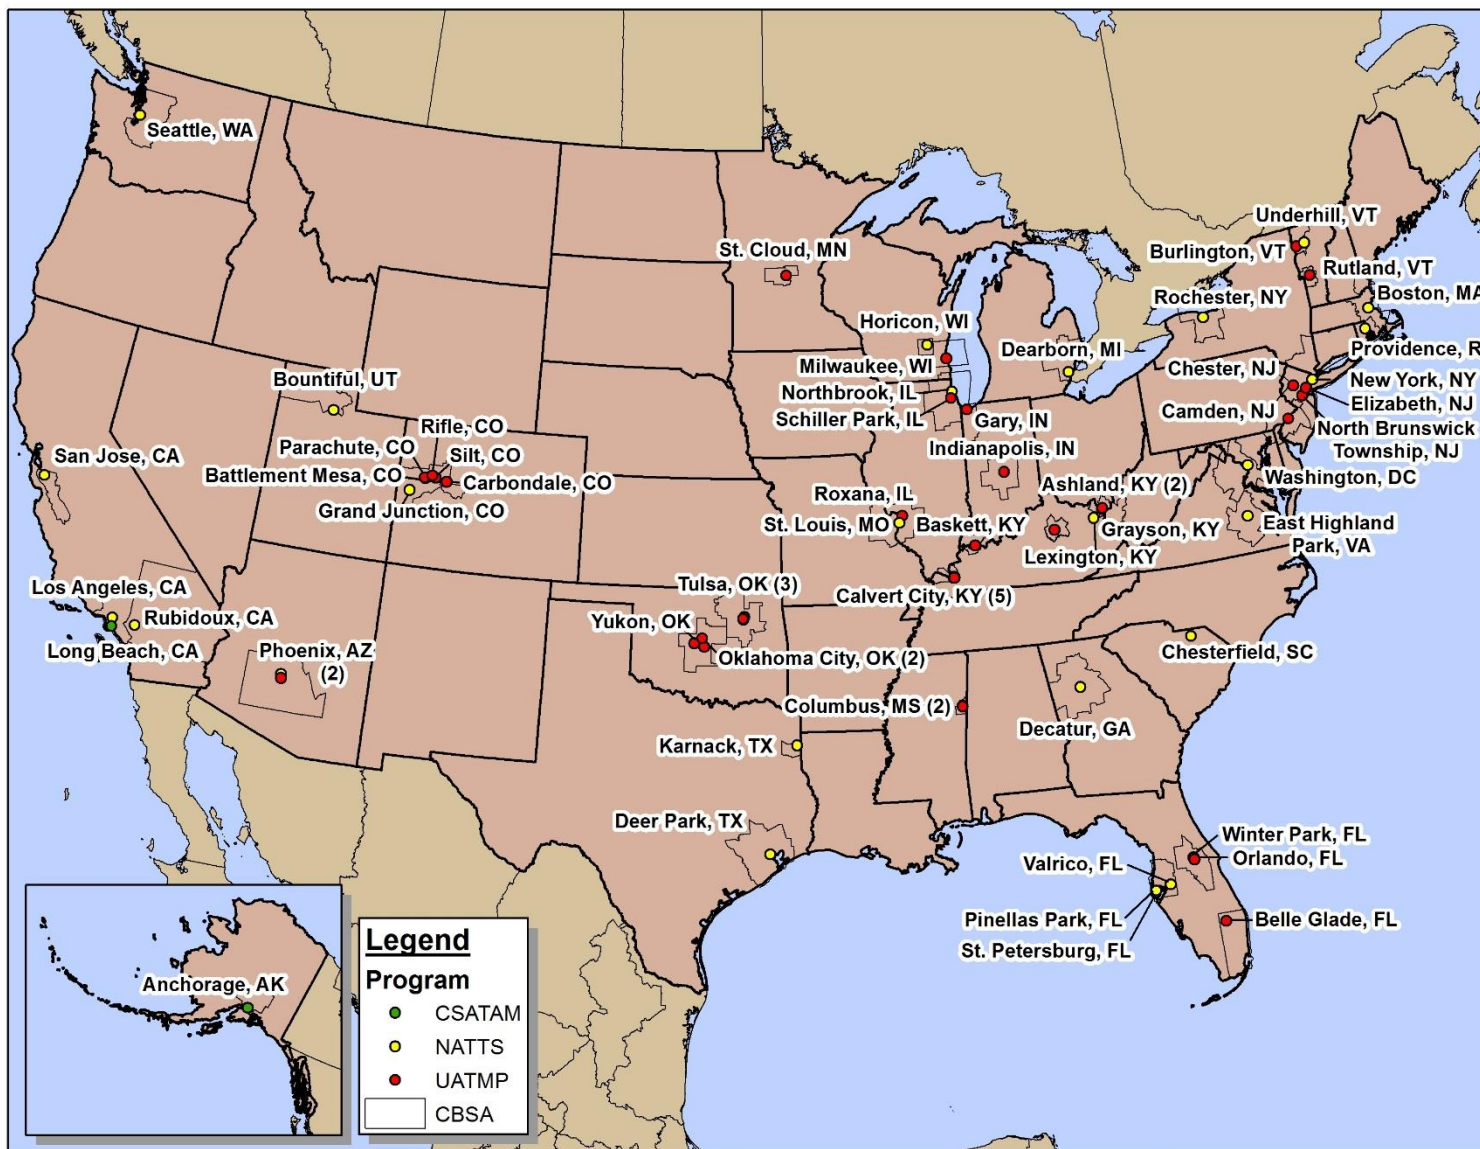 Seattle, WA
St. Cloud, MN
Underhill, VT
Burlington, VT
Rutland, VT
Rochester, NY
Boston, MA
Horicon, WI
Milwaukee, WI
Dearborn, MI
Providence, R
Chester, NJ
New York, NY
Bountiful, UT
Northbrook, IL
Schiller Park, IL
Gary, IN
Camden, NJ
Elizabeth, NJ
North Brunswick
Township, NJ
Rifle, CO
Parachute, CO
Silt, CO
Battlement Mesa, CO
Carbondale, CO
Grand Junction, CO
San Jose, CA
Indianapolis, IN
Washington, DC
Roxana, IL
St. Louis, MO
Baskett, KY
Ashland, KY (2)
Grayson, KY
Lexington, KY
East Highland
Park, VA
Los Angeles, CA
Rubidoux, CA
Long Beach, CA
Phoenix, AZ
(2)
Tulsa, OK (3)
Calvert City, KY (5)
Yukon, OK
Oklahoma City, OK (2)
Chesterfield, SC
Columbus, MS (2)
Decatur, GA
Karnack, TX
Deer Park, TX
Winter Park, FL
Orlando, FL
Valrico, FL
Pinellas Park, FL
St. Petersburg, FL
Belle Glade, FL
Anchorage, AK
Legend
Program
CSATAM
NATTS
UATMP
CBSA